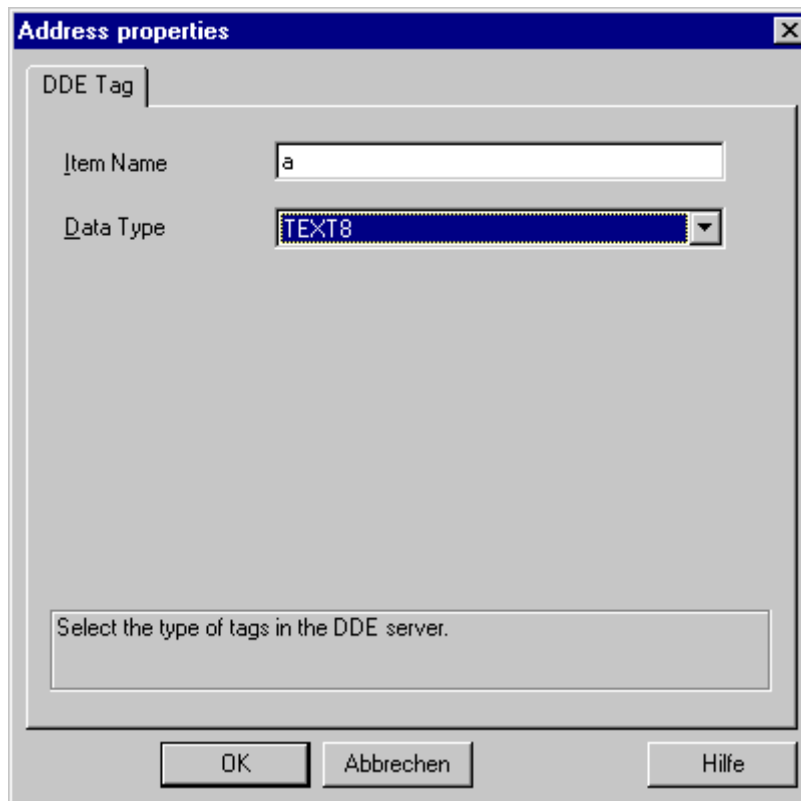 Address properties
DDE Tag
Item Name a
Data Type TEXT8
Select the type of tags in the DDE server.
OK Abbrechen Hilfe